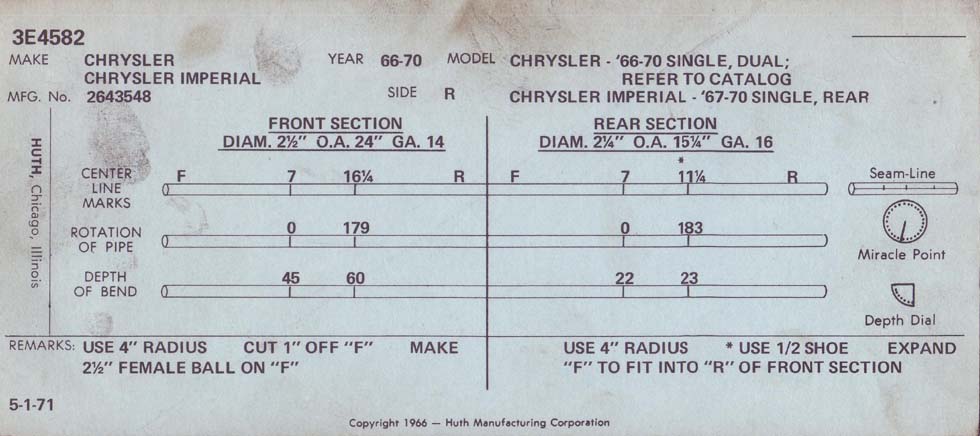 3E4582
MAKE CHRYSLER YEAR 66-70 MODEL CHRYSLER - '66-70 SINGLE, DUAL;
CHRYSLER IMPERIAL REFER TO CATALOG
MFG. No. 2643548 SIDE R CHRYSLER IMPERIAL - '67-70 SINGLE, REAR
HUTH, Chicago, Illinois
FRONT SECTION REAR SECTION
DIAM. 2½" O.A. 24" GA. 14 DIAM. 2¼" O.A. 15¼" GA. 16
*
CENTER F 7 16¼ R F 7 11¼ R Seam-Line
LINE
MARKS
ROTATION 0 179 0 183
OF PIPE
Miracle Point
DEPTH 45 60 22 23
OF BEND
Depth Dial
REMARKS: USE 4" RADIUS CUT 1" OFF "F" MAKE USE 4" RADIUS * USE 1/2 SHOE EXPAND
2½" FEMALE BALL ON "F" "F" TO FIT INTO "R" OF FRONT SECTION
5-1-71
Copyright 1966 — Huth Manufacturing Corporation